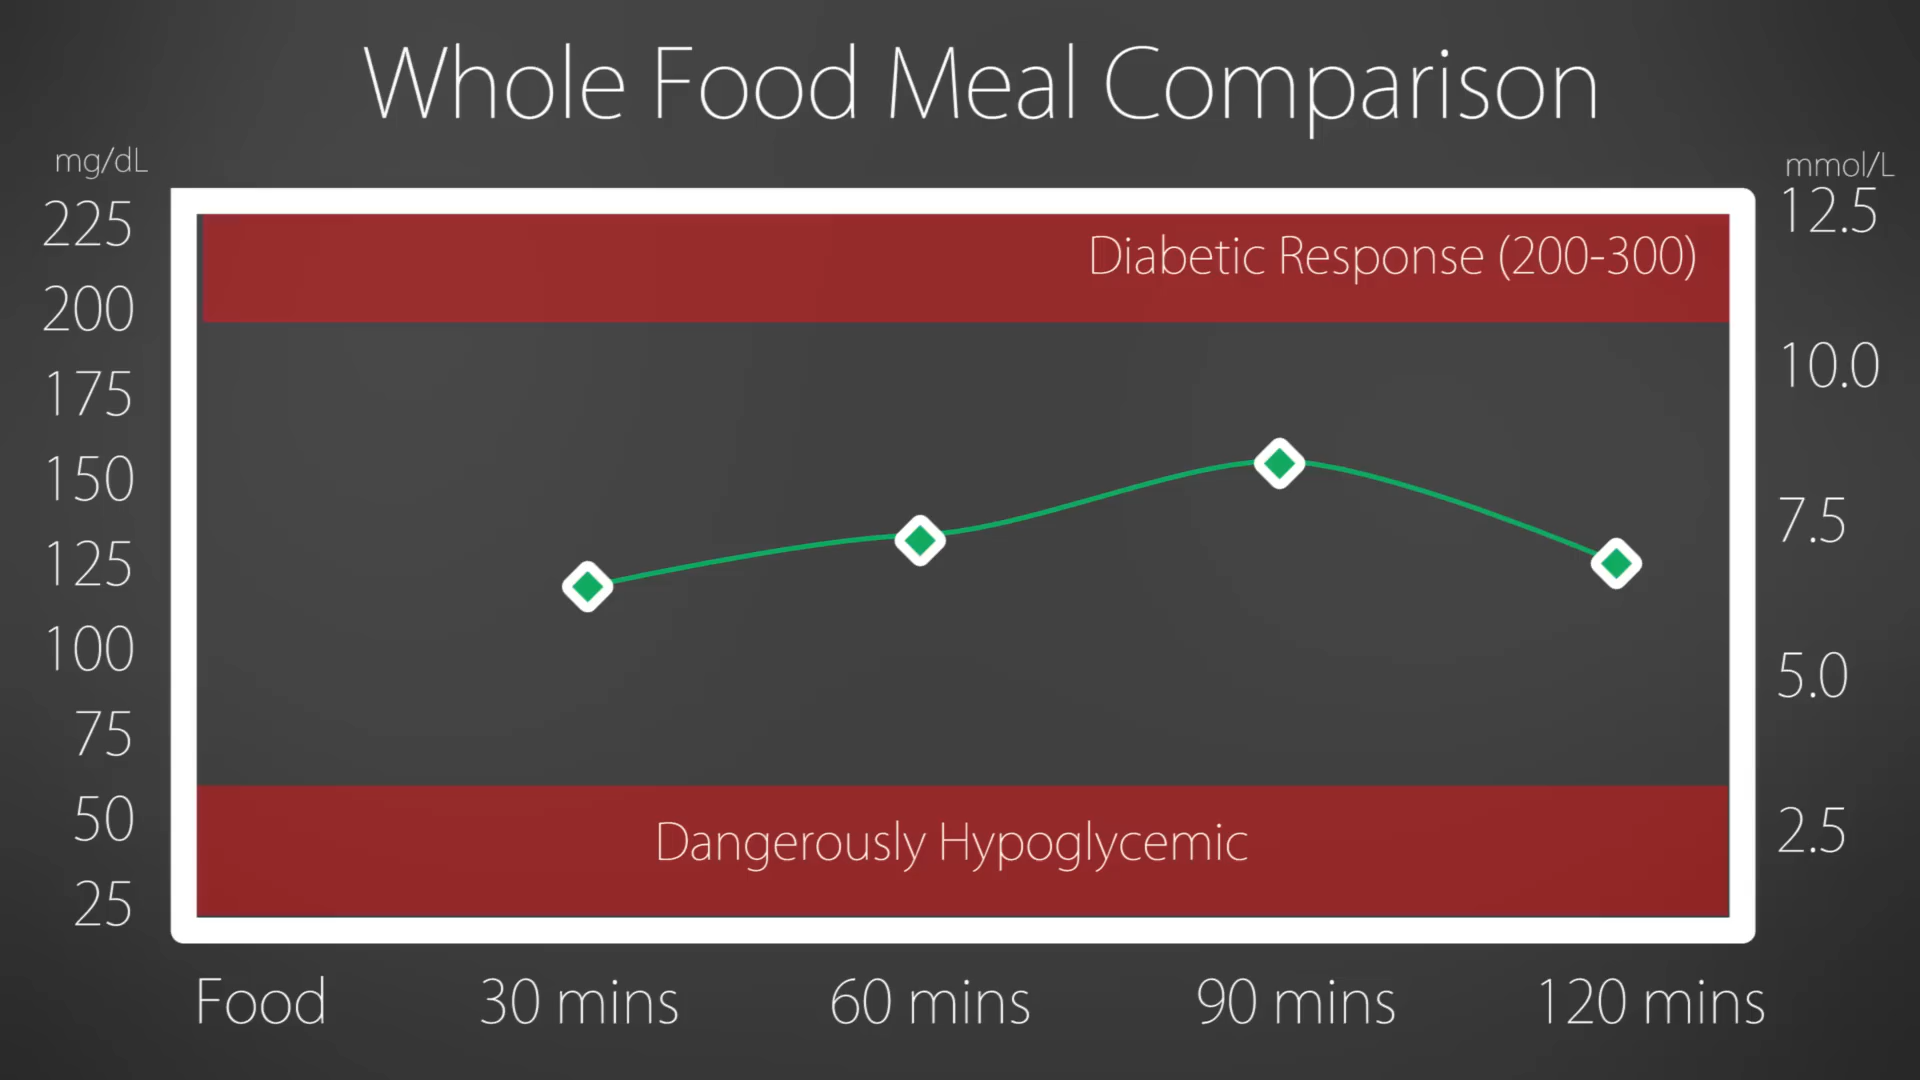 Whole Food Meal Comparison
mg/dL
mmol/L
225
200
175
150
125
100
75
50
25
Diabetic Response (200-300)
Dangerously Hypoglycemic
12.5
10.0
7.5
5.0
2.5
Food
30 mins
60 mins
90 mins
120 mins